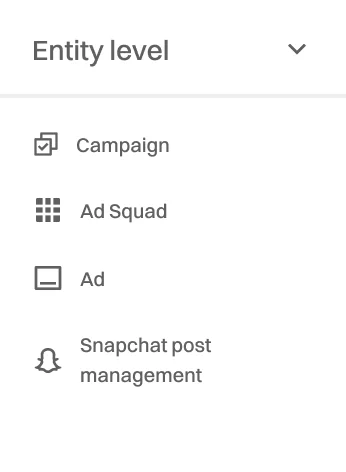 Entity level
Campaign
Ad Squad
Ad
Snapchat post
management